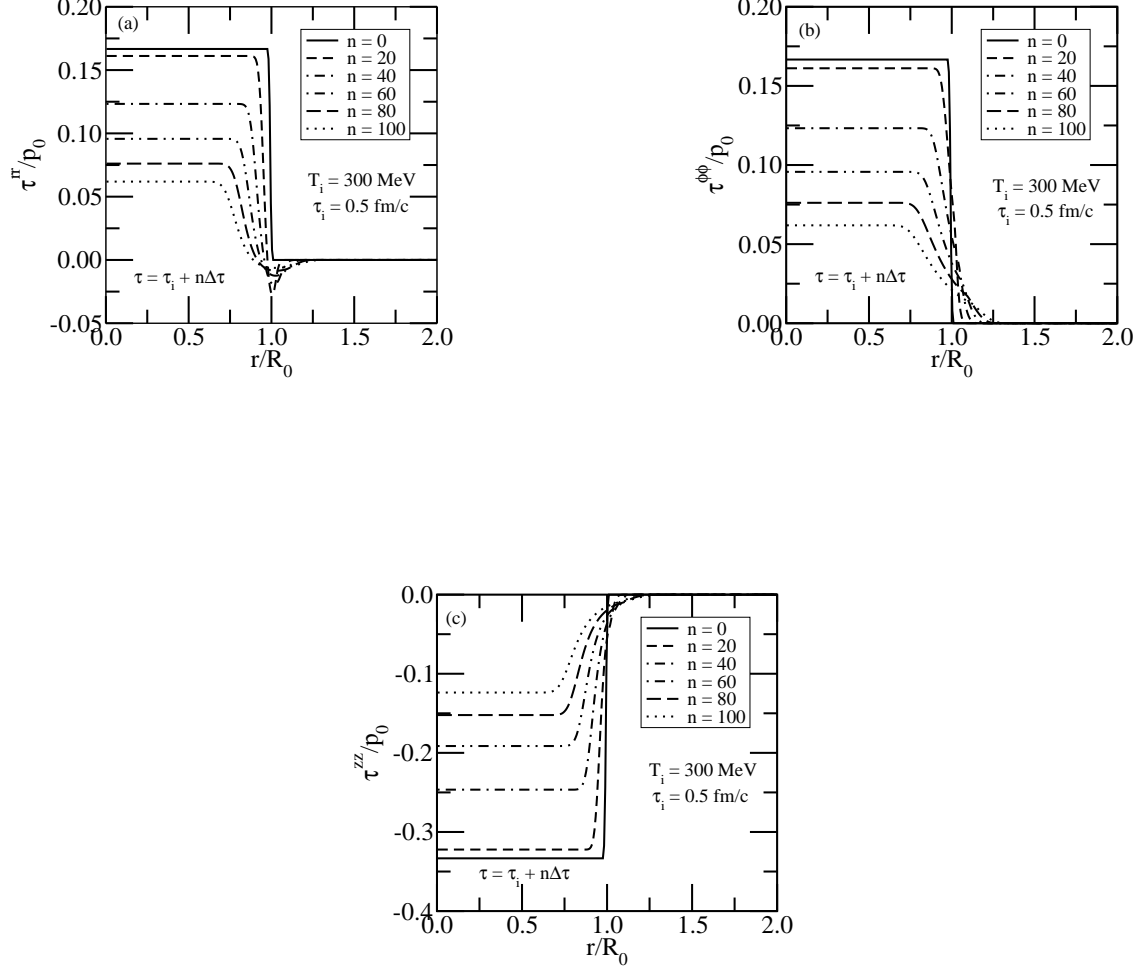 (a)
0.20
0.15
0.10
0.05
0.00
-0.05
τ^rr/p_0
n = 0
n = 20
n = 40
n = 60
n = 80
n = 100
T_i = 300 MeV
τ_i = 0.5 fm/c
τ = τ_i + nΔτ
0.0 0.5 1.0 1.5 2.0
r/R_0
(b)
0.20
0.15
0.10
0.05
0.00
τ^ϕϕ/p_0
n = 0
n = 20
n = 40
n = 60
n = 80
n = 100
T_i = 300 MeV
τ_i = 0.5 fm/c
τ = τ_i + nΔτ
0.0 0.5 1.0 1.5 2.0
r/R_0
(c)
0.0
-0.1
-0.2
-0.3
-0.4
τ^zz/p_0
n = 0
n = 20
n = 40
n = 60
n = 80
n = 100
T_i = 300 MeV
τ_i = 0.5 fm/c
τ = τ_i + nΔτ
0.0 0.5 1.0 1.5 2.0
r/R_0